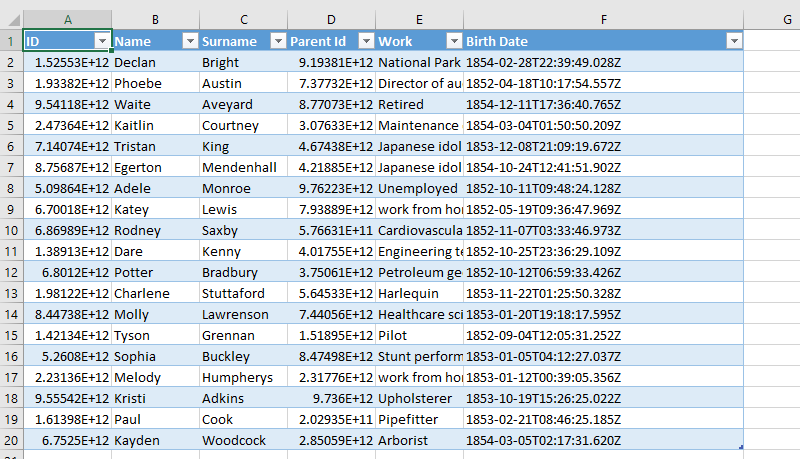 A B C D E F G
1 ID Name Surname Parent Id Work Birth Date
2 1.52553E+12 Declan Bright 9.19381E+12 National Park 1854-02-28T22:39:49.028Z
3 1.93382E+12 Phoebe Austin 7.37732E+12 Director of au 1852-04-18T10:17:54.557Z
4 9.54118E+12 Waite Aveyard 8.77073E+12 Retired 1854-12-11T17:36:40.765Z
5 2.47364E+12 Kaitlin Courtney 3.07633E+12 Maintenance 1854-03-04T01:50:50.209Z
6 7.14074E+12 Tristan King 4.67438E+12 Japanese idol 1853-12-08T21:09:19.672Z
7 8.75687E+12 Egerton Mendenhall 4.21885E+12 Japanese idol 1854-10-24T12:41:51.902Z
8 5.09864E+12 Adele Monroe 9.76223E+12 Unemployed 1852-10-11T09:48:24.128Z
9 6.70018E+12 Katey Lewis 7.93889E+12 work from ho 1852-05-19T09:36:47.969Z
10 6.86989E+12 Rodney Saxby 5.76631E+11 Cardiovascula 1852-11-07T03:33:46.973Z
11 1.38913E+12 Dare Kenny 4.01755E+12 Engineering te 1852-10-25T23:36:29.109Z
12 6.8012E+12 Potter Bradbury 3.75061E+12 Petroleum ge 1852-10-12T06:59:33.426Z
13 1.98122E+12 Charlene Stuttaford 5.64533E+12 Harlequin 1853-11-22T01:25:50.328Z
14 8.44738E+12 Molly Lawrenson 7.44056E+12 Healthcare sci 1853-01-20T19:18:17.595Z
15 1.42134E+12 Tyson Grennan 1.51895E+12 Pilot 1852-09-04T12:05:31.252Z
16 5.2608E+12 Sophia Buckley 8.47498E+12 Stunt perform 1853-01-05T04:12:27.037Z
17 2.23136E+12 Melody Humpherys 2.31776E+12 work from ho 1853-01-12T00:39:05.356Z
18 9.55542E+12 Kristi Adkins 9.736E+12 Upholsterer 1853-10-19T15:26:25.022Z
19 1.61398E+12 Paul Cook 2.02935E+11 Pipefitter 1853-02-21T08:46:25.185Z
20 6.7525E+12 Kayden Woodcock 2.85059E+12 Arborist 1854-03-05T02:17:31.620Z